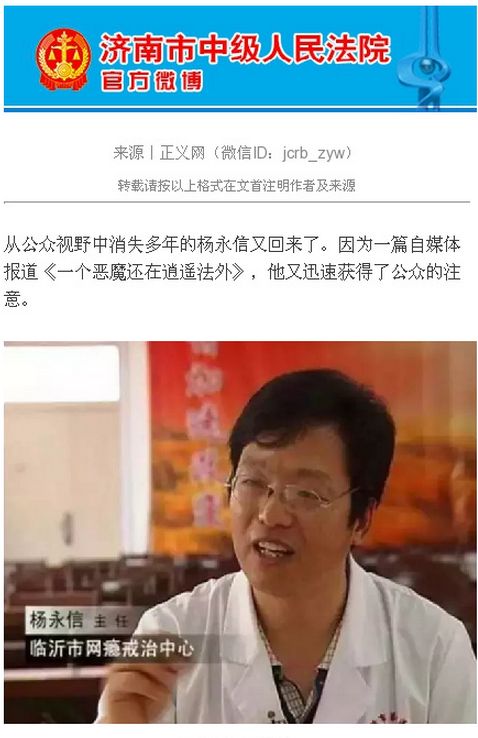 济南市中级人民法院
官方微博
来源丨正义网（微信ID：jcrb_zyw）
转载请按以上格式在文首注明作者及来源
从公众视野中消失多年的杨永信又回来了。因为一篇自媒体
报道《一个恶魔还在逍遥法外》，他又迅速获得了公众的注
意。
杨永信 主 任
临沂市网瘾戒治中心